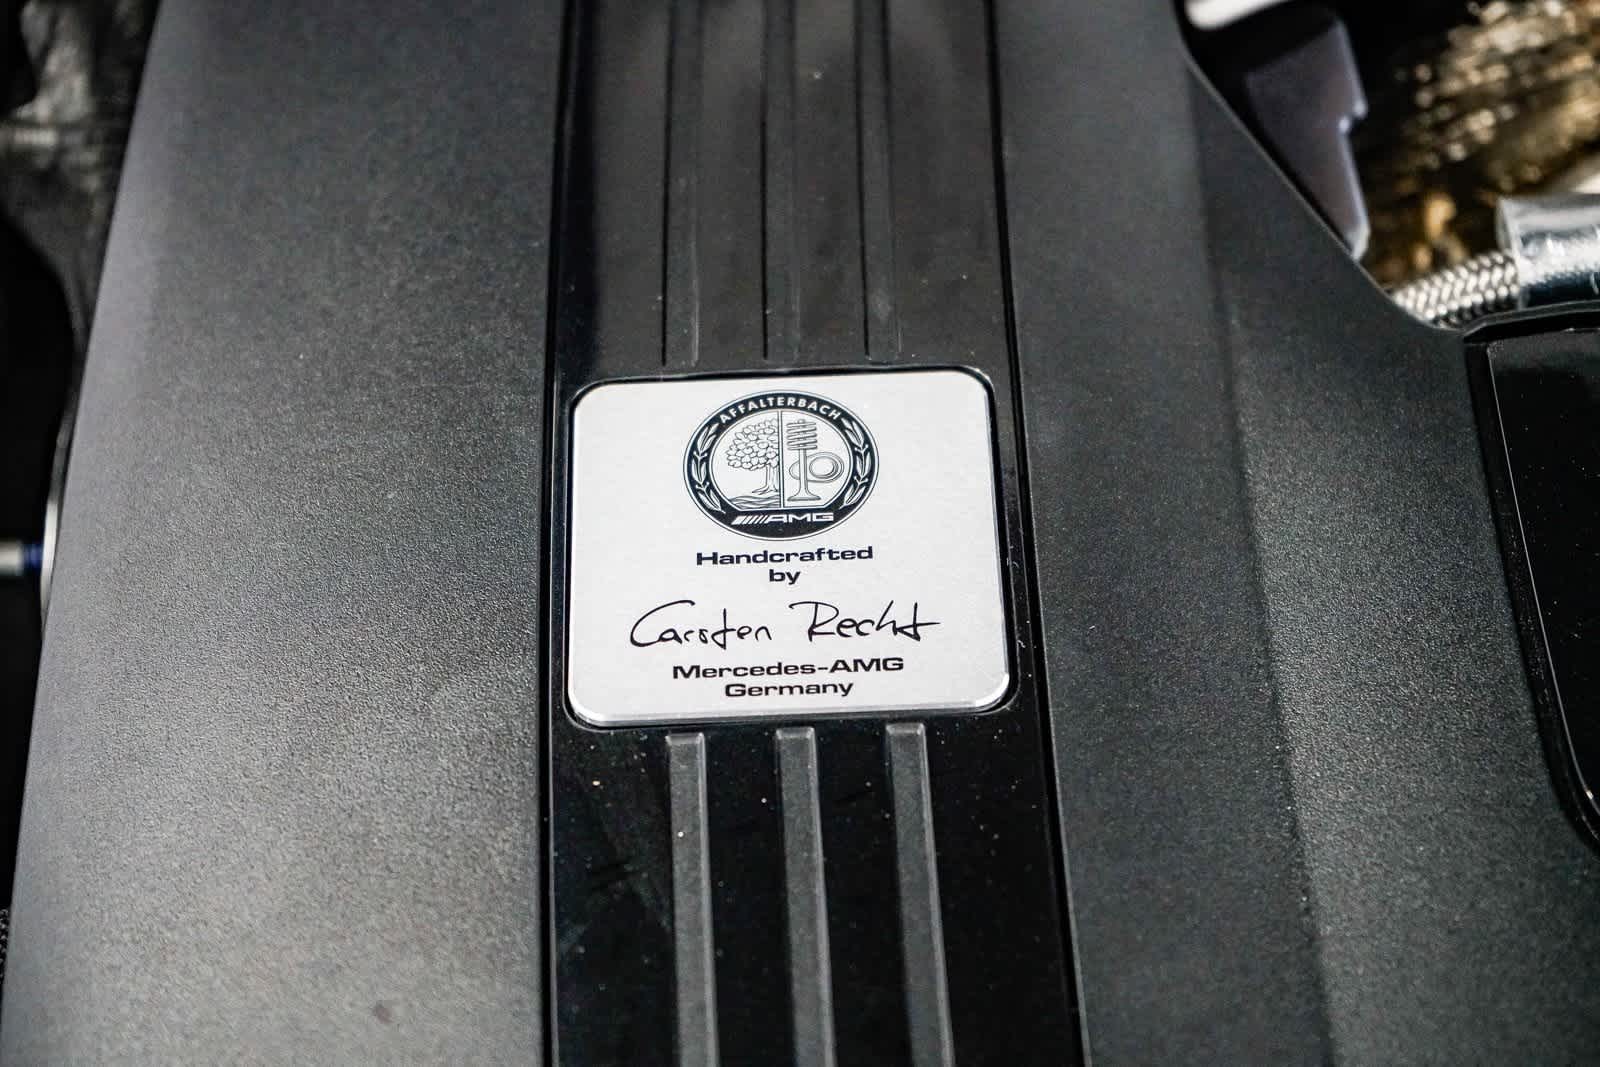 AFFALTERBACH
AMG
Handcrafted
by
Carsten Recht
Mercedes-AMG
Germany